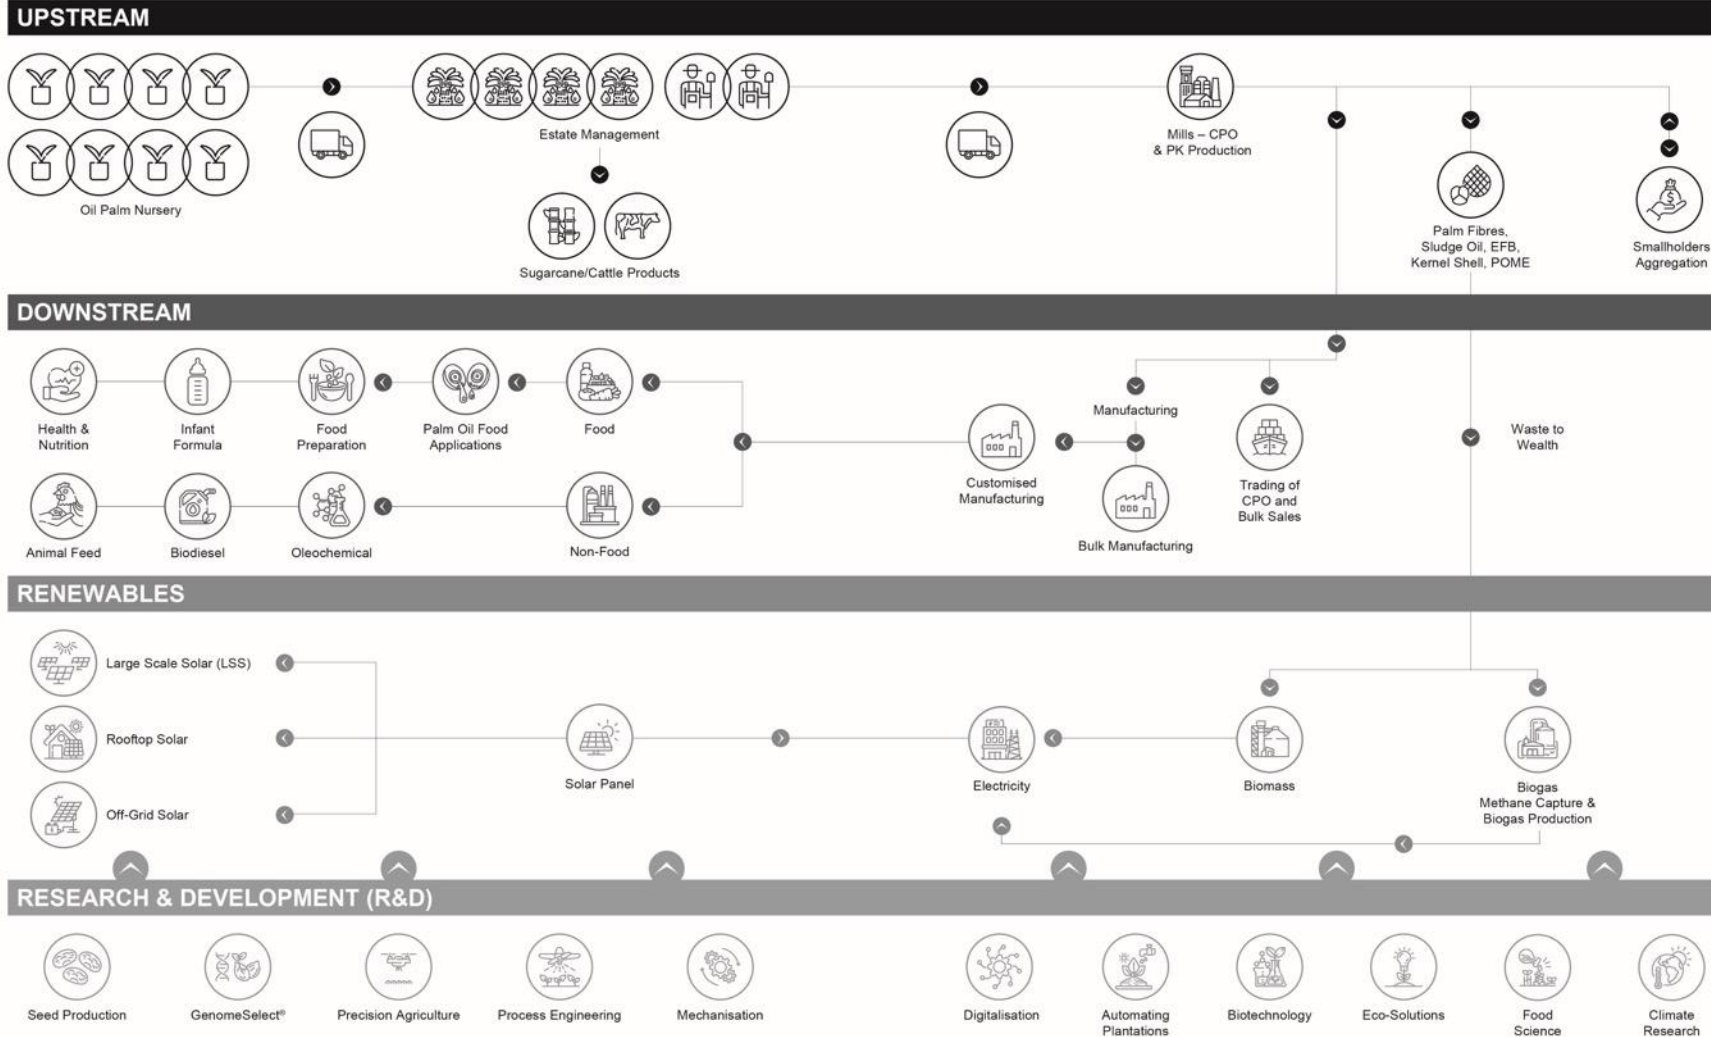 UPSTREAM
Oil Palm Nursery
Estate Management
Sugarcane/Cattle Products
Mills – CPO
& PK Production
Palm Fibres,
Sludge Oil, EFB,
Kernel Shell, POME
Smallholders
Aggregation
DOWNSTREAM
Health &
Nutrition
Infant
Formula
Food
Preparation
Palm Oil Food
Applications
Food
Animal Feed
Biodiesel
Oleochemical
Non-Food
Customised
Manufacturing
Manufacturing
Bulk Manufacturing
Trading of
CPO and
Bulk Sales
Waste to
Wealth
RENEWABLES
Large Scale Solar (LSS)
Rooftop Solar
Off-Grid Solar
Solar Panel
Electricity
Biomass
Biogas
Methane Capture &
Biogas Production
RESEARCH & DEVELOPMENT (R&D)
Seed Production
GenomeSelect®
Precision Agriculture
Process Engineering
Mechanisation
Digitalisation
Automating
Plantations
Biotechnology
Eco-Solutions
Food
Science
Climate
Research